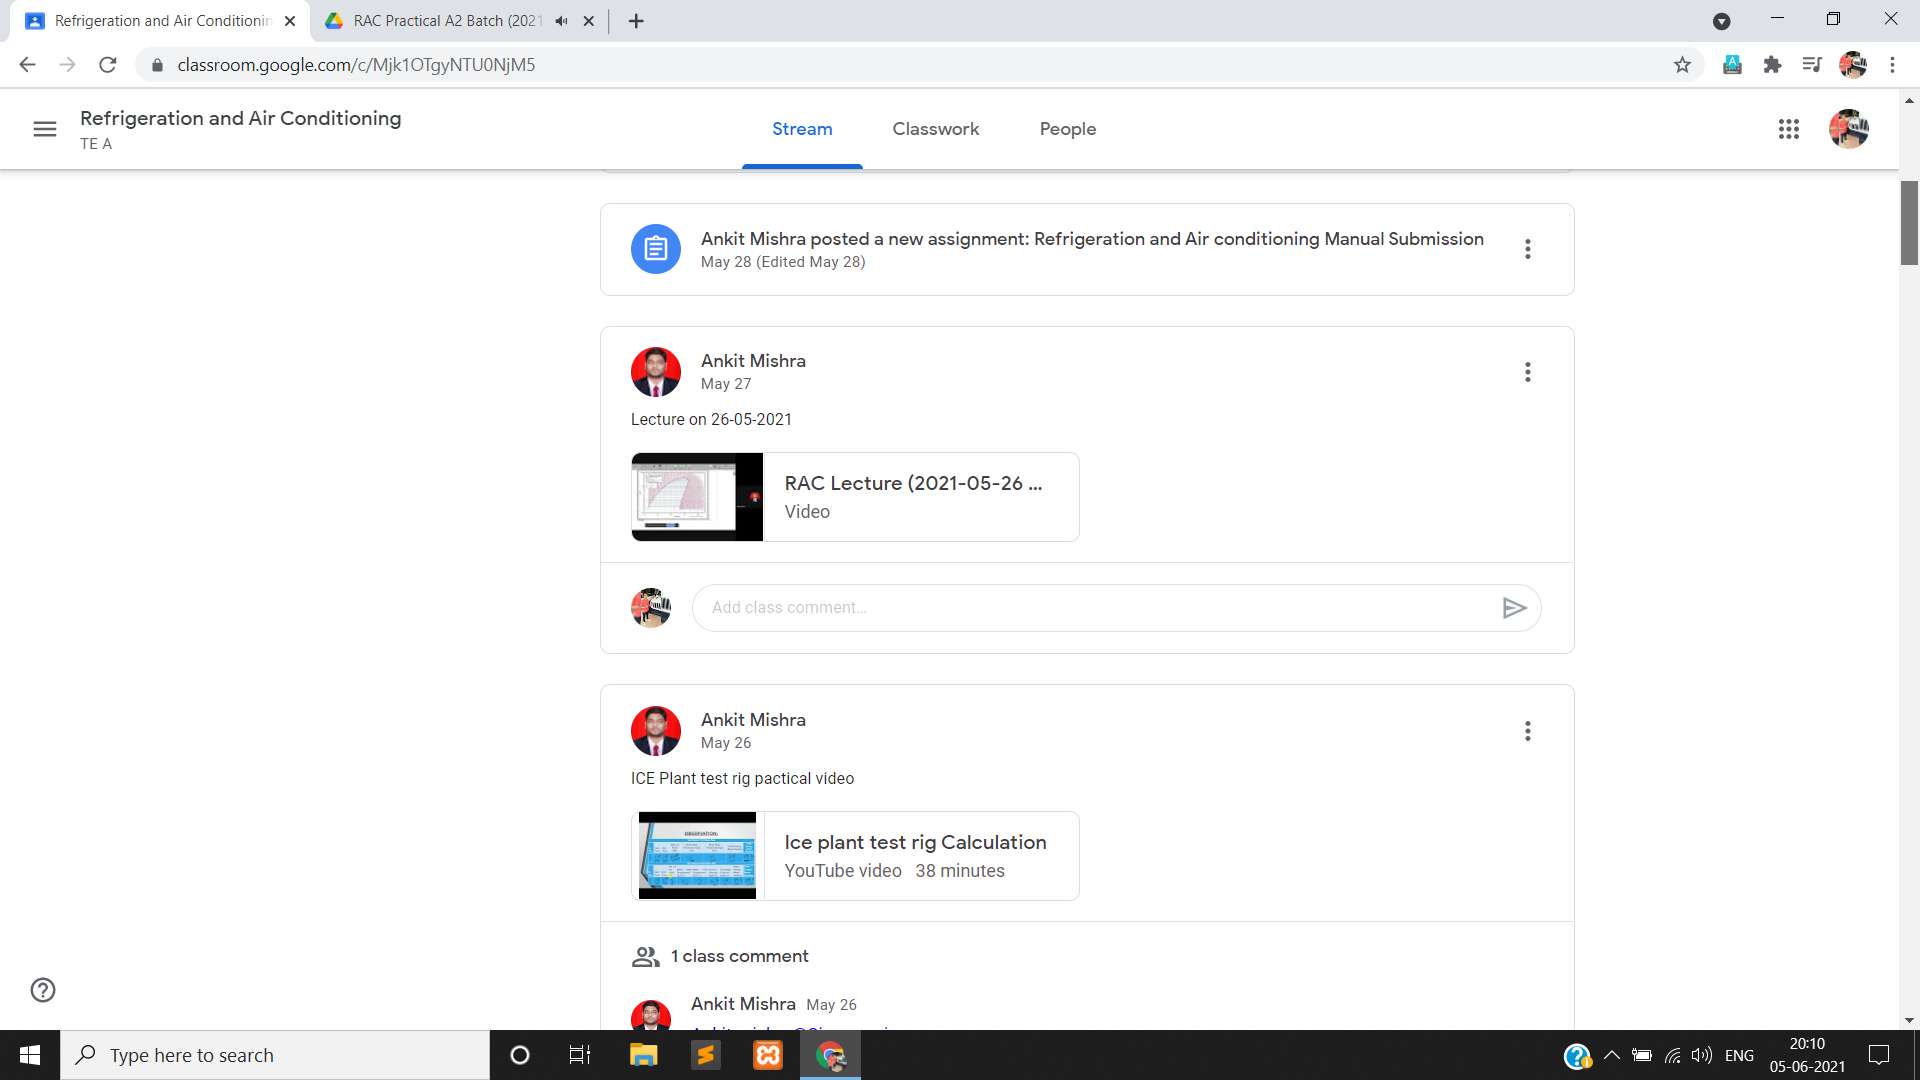 Refrigeration and Air Conditionin
RAC Practical A2 Batch (2021
classroom.google.com/c/Mjk1OTgyNTU0NjM5
Refrigeration and Air Conditioning
TE A
Stream
Classwork
People
Ankit Mishra posted a new assignment: Refrigeration and Air conditioning Manual Submission
May 28 (Edited May 28)
Ankit Mishra
May 27
Lecture on 26-05-2021
RAC Lecture (2021-05-26 ...
Video
Add class comment...
Ankit Mishra
May 26
ICE Plant test rig pactical video
Ice plant test rig Calculation
YouTube video 38 minutes
1 class comment
Ankit Mishra May 26
Type here to search
ENG
20:10
05-06-2021